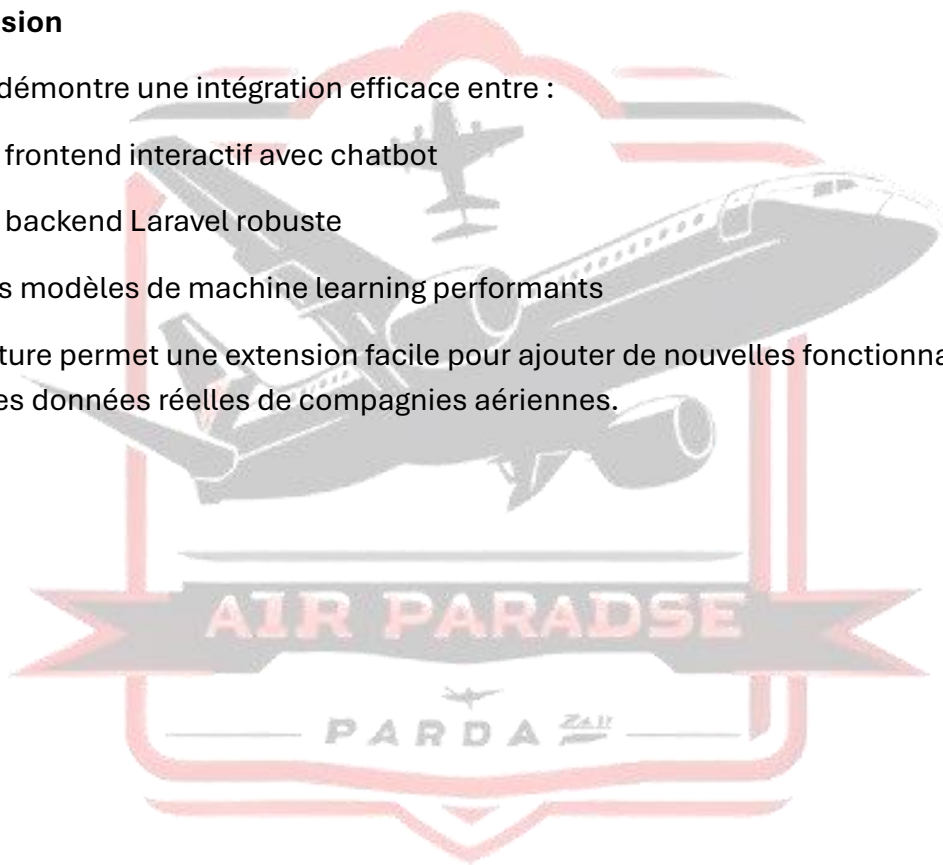 sion
démontre une intégration efficace entre :
frontend interactif avec chatbot
backend Laravel robuste
s modèles de machine learning performants
ture permet une extension facile pour ajouter de nouvelles fonctionna
es données réelles de compagnies aériennes.
AIR PARADSE
PARDA